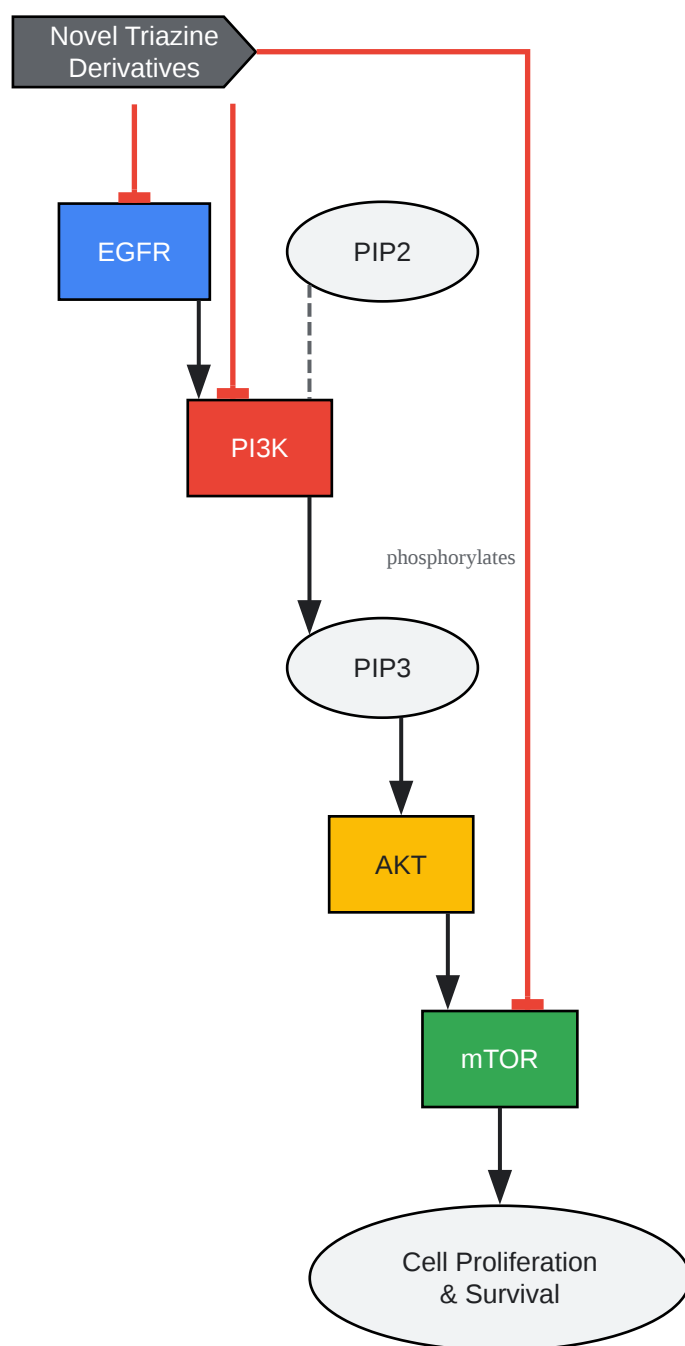 Novel Triazine
Derivatives
EGFR
PIP2
PI3K
phosphorylates
PIP3
AKT
mTOR
Cell Proliferation
& Survival